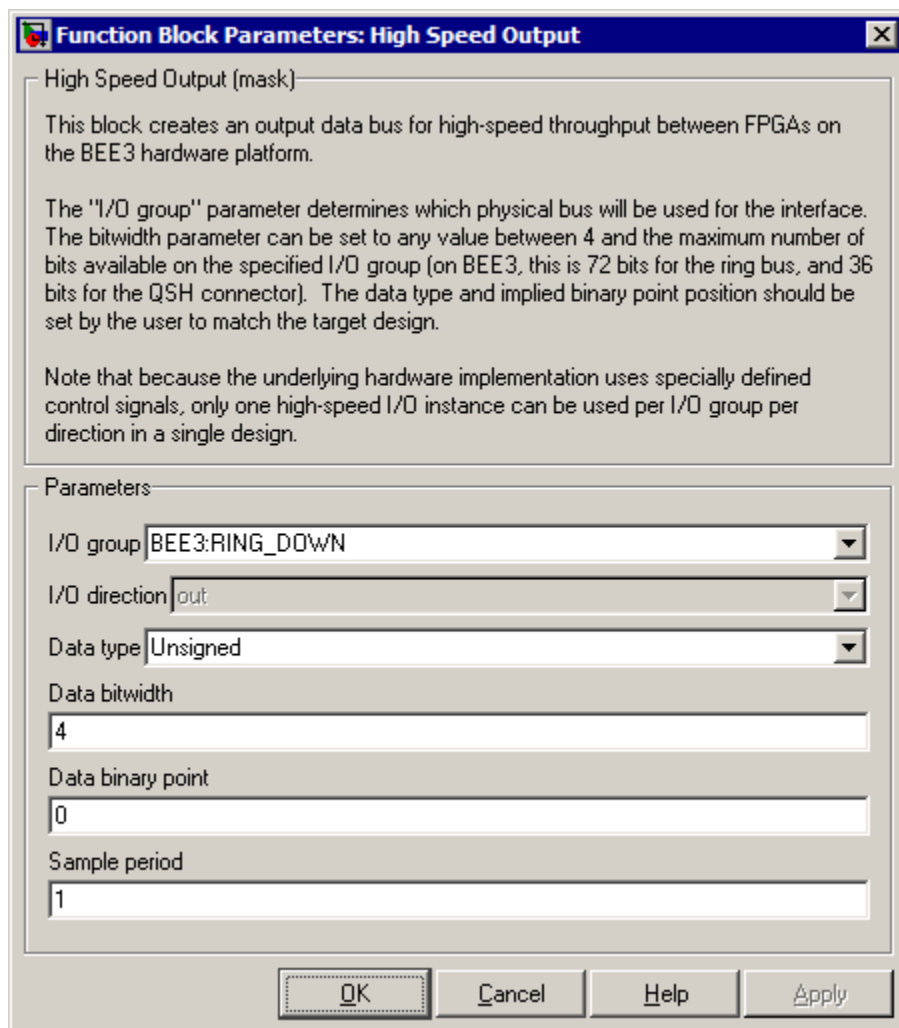 Function Block Parameters: High Speed Output
High Speed Output (mask)
This block creates an output data bus for high-speed throughput between FPGAs on
the BEE3 hardware platform.
The "I/O group" parameter determines which physical bus will be used for the interface.
The bitwidth parameter can be set to any value between 4 and the maximum number of
bits available on the specified I/O group (on BEE3, this is 72 bits for the ring bus, and 36
bits for the QSH connector).  The data type and implied binary point position should be
set by the user to match the target design.
Note that because the underlying hardware implementation uses specially defined
control signals, only one high-speed I/O instance can be used per I/O group per
direction in a single design.
Parameters
I/O group BEE3:RING_DOWN
I/O direction out
Data type Unsigned
Data bitwidth
4
Data binary point
0
Sample period
1
OK Cancel Help Apply